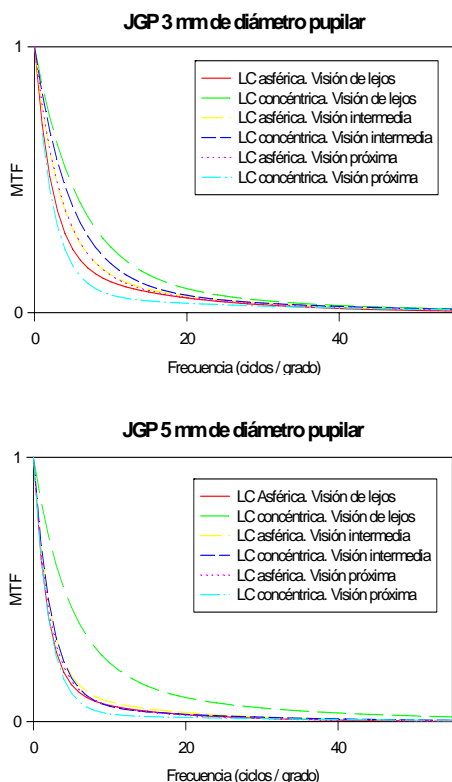 JGP 3 mm de diámetro pupilar
1
LC asférica. Visión de lejos
LC concéntrica. Visión de lejos
LC asférica. Visión intermedia
LC concéntrica. Visión intermedia
LC asférica. Visión próxima
LC concéntrica. Visión próxima
MTF
0
0 20 40
Frecuencia (ciclos / grado)
JGP 5 mm de diámetro pupilar
1
LC Asférica. Visión de lejos
LC concéntrica. Visión de lejos
LC asférica. Visión intermedia
LC concéntrica. Visión intermedia
LC asférica. Visión próxima
LC concéntrica. Visión próxima
MTF
0
0 20 40
Frecuencia (ciclos / grado)